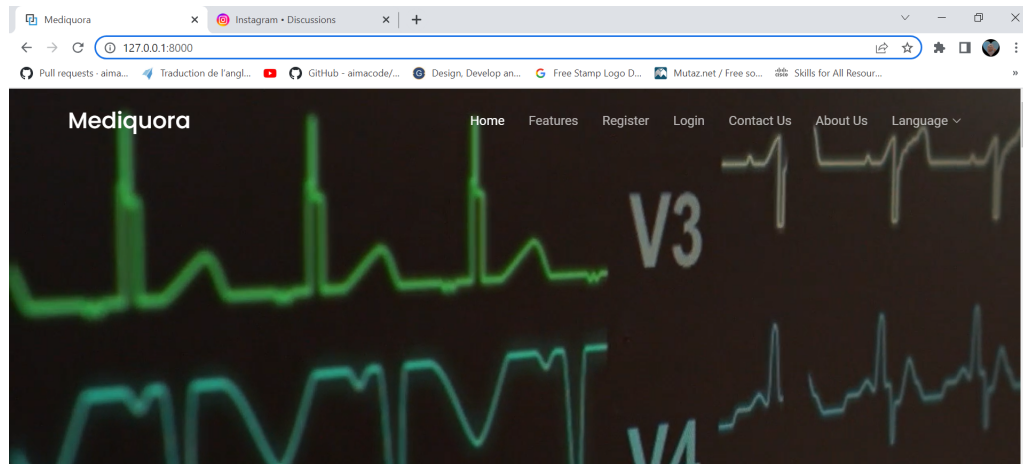 Mediquora
Instagram • Discussions
127.0.0.1:8000
Pull requests · aima...
Traduction de l'angl...
GitHub - aimacode/...
Design, Develop an...
Free Stamp Logo D...
Mutaz.net / Free so...
Skills for All Resour...
Mediquora
Home
Features
Register
Login
Contact Us
About Us
Language
V3
V4